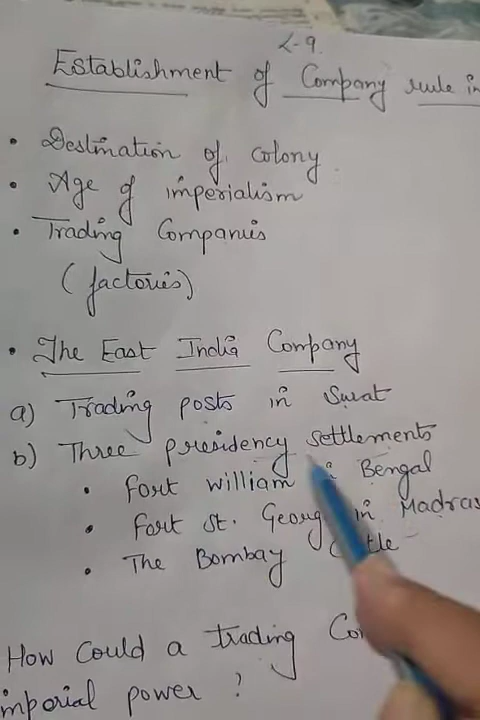 L-9.
Establishment of Company rule in
• Destination of colony.
• Age of imperialism
• Trading Companies
(factories)
• The East India Company
a) Trading posts in Surat
b) Three presidency settlements
• Fort William in Bengal
• Fort St. George in Madras
• The Bombay
How could a trading
imperial power ?